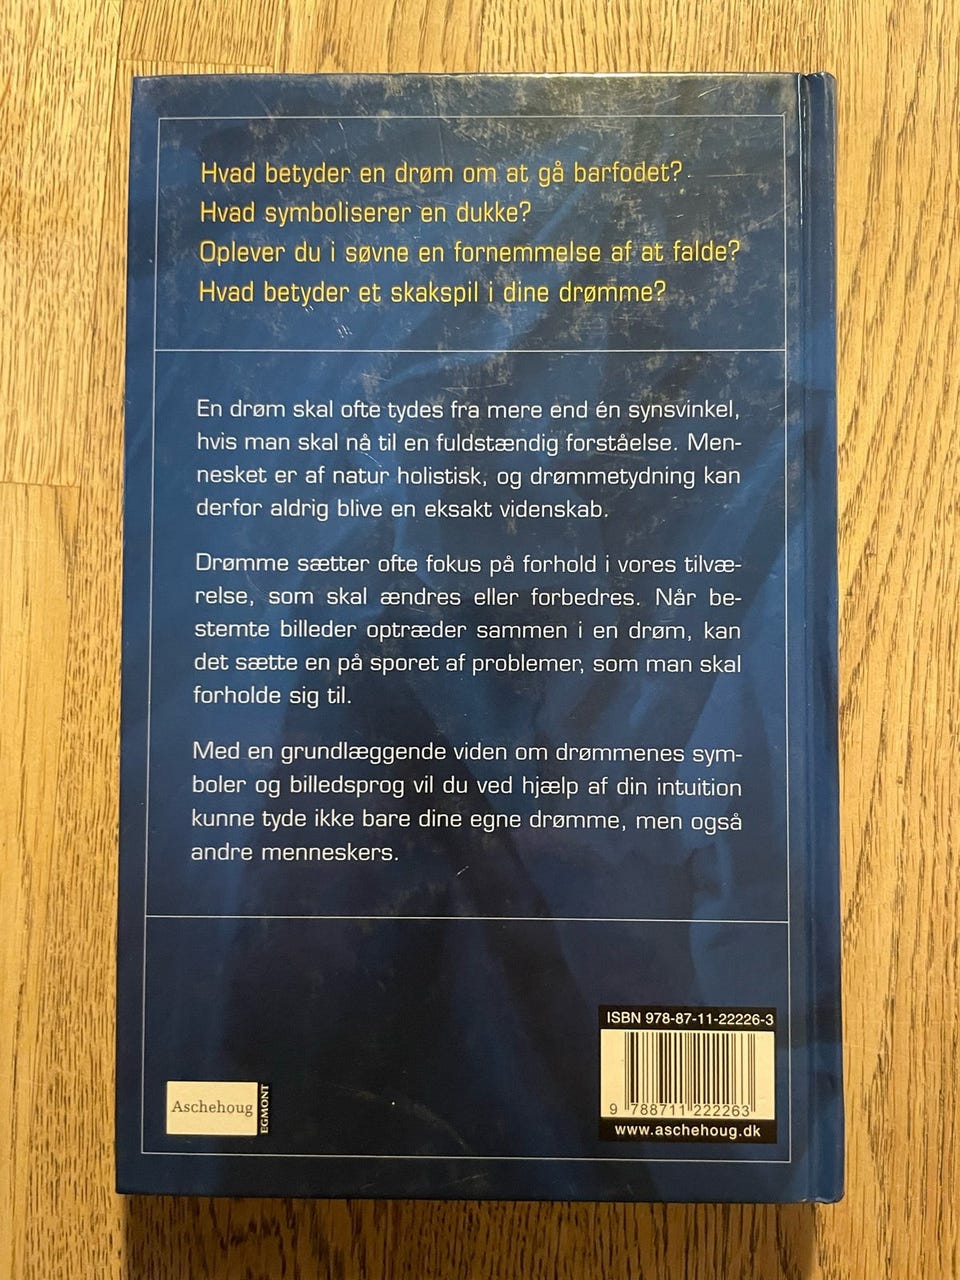 Hvad betyder en drøm om at gå barfodet?
Hvad symboliserer en dukke?
Oplever du i søvne en fornemmelse af at falde?
Hvad betyder et skakspil i dine drømme?
En drøm skal ofte tydes fra mere end én synsvinkel,
hvis man skal nå til en fuldstændig forståelse. Men-
nesket er af natur holistisk, og drømmetydning kan
derfor aldrig blive en eksakt videnskab.
Drømme sætter ofte fokus på forhold i vores tilvæ-
relse, som skal ændres eller forbedres. Når be-
stemte billeder optræder sammen i en drøm, kan
det sætte en på sporet af problemer, som man skal
forholde sig til.
Med en grundlæggende viden om drømmenes sym-
boler og billedsprog vil du ved hjælp af din intuition
kunne tyde ikke bare dine egne drømme, men også
andre menneskers.
ISBN 978-87-11-22226-3
9 788711 222263
www.aschehoug.dk
Aschehoug
EGMONT